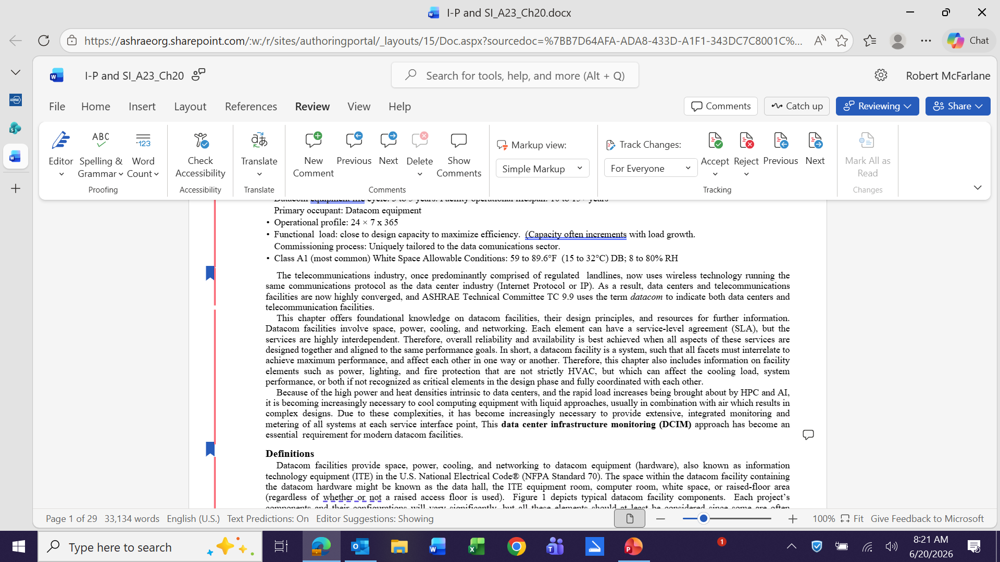 I-P and SI_A23_Ch20.docx
https://ashraeorg.sharepoint.com/:w:/r/sites/authoringportal/_layouts/15/Doc.aspx?sourcedoc=%7BB7D64AFA-ADA8-433D-A1F1-343DC7C8001C%...
Chat
I-P and SI_A23_Ch20
Search for tools, help, and more (Alt + Q)
Robert McFarlane
File Home Insert Layout References Review View Help
Comments Catch up Reviewing Share
Editor
Spelling & Grammar
Word Count
Proofing
Check Accessibility
Accessibility
Translate
Translate
New Comment
Previous
Next
Delete
Show Comments
Comments
Markup view:
Simple Markup
Track Changes:
For Everyone
Accept
Reject
Previous
Next
Tracking
Mark All as Read
Changes
Primary occupant: Datacom equipment
• Operational profile: 24 × 7 x 365
• Functional  load: close to design capacity to maximize efficiency.  (Capacity often increments with load growth.
Commissioning process: Uniquely tailored to the data comunications sector.
• Class A1 (most common) White Space Allowable Conditions: 59 to 89.6°F  (15 to 32°C) DB; 8 to 80% RH
The telecommunications industry, once predominantly comprised of regulated  landlines, now uses wireless technology running the
same communications protocol as the data center industry (Internet Protocol or IP). As a result, data centers and telecommunications
facilities are now highly converged, and ASHRAE Technical Committee TC 9.9 uses the term datacom to indicate both data centers and
telecommunication facilities.
This chapter offers foundational knowledge on datacom facilities, their design principles, and resources for further information.
Datacom facilities involve space, power, cooling, and networking. Each element can have a service-level agreement (SLA), but the
services are highly interdependent. Therefore, overall reliability and availability is best achieved when all aspects of these services are
designed together and aligned to the same performance goals. In short, a datacom facility is a system, such that all facets must interrelate to
achieve maximum performance, and affect each other in one way or another. Therefore, this chapter also includes information on facility
elements such as power, lighting, and fire protection that are not strictly HVAC, but which can affect the cooling load, system
performance, or both if not recognized as critical elements in the design phase and fully coordinated with each other.
Because of the high power and heat densities intrinsic to data centers, and the rapid load increases being brought about by HPC and AI,
it is becoming increasingly necessary to cool computing equipment with liquid approaches, usually in combination with air which results in
complex designs. Due to these complexities, it has become increasingly necessary to provide extensive, integrated monitoring and
metering of all systems at each service interface point, This data center infrastructure monitoring (DCIM) approach has become an
essential  requirement for modern datacom facilities.
Definitions
Datacom facilities provide space, power, cooling, and networking to datacom equipment (hardware), also known as information
technology equipment (ITE) in the U.S. National Electrical Code® (NFPA Standard 70). The space within the datacom facility containing
the datacom hardware might be known as the data hall, the ITE equipment room, computer room, white space, or raised-floor area
(regardless of whether or not a raised access floor is used).  Figure 1 depicts typical datacom facility components.  Each project's
components and their configurations will vary significantly, but all these elements should at least be considered since some are often
Page 1 of 29 33,134 words English (U.S.) Text Predictions: On Editor Suggestions: Showing
100% Fit Give Feedback to Microsoft
Type here to search
1
8:21 AM
6/20/2026